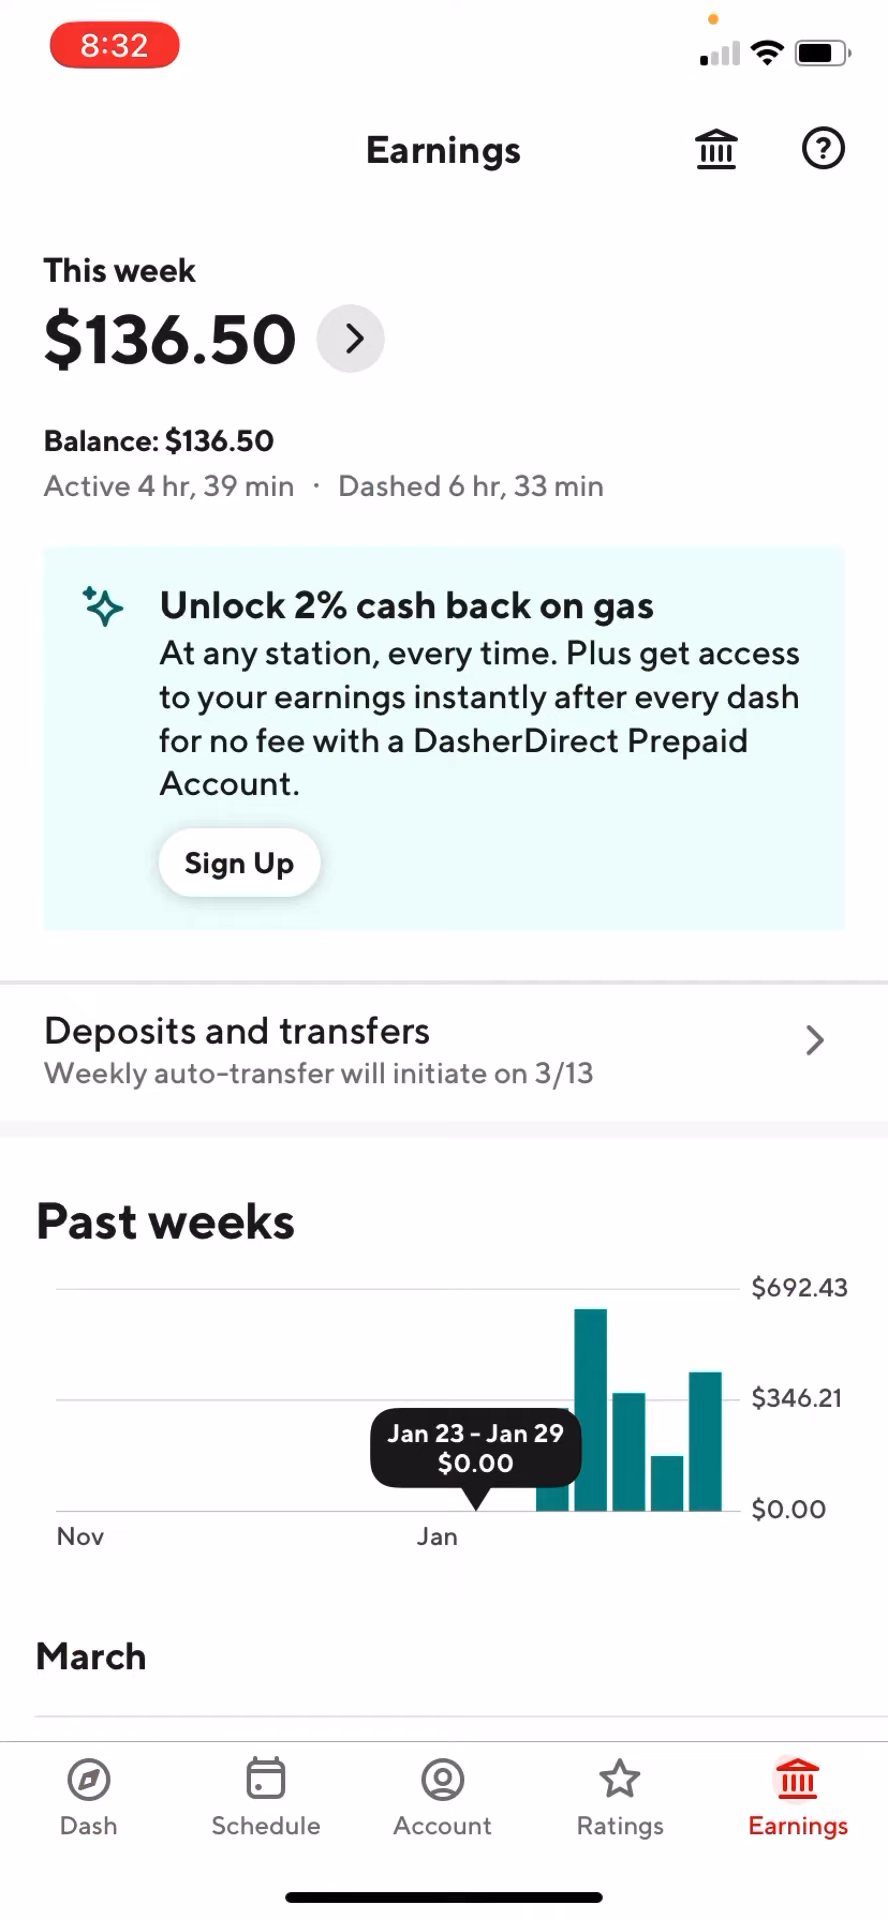 8:32
Earnings
This week
$136.50
Balance: $136.50
Active 4 hr, 39 min · Dashed 6 hr, 33 min
Unlock 2% cash back on gas
At any station, every time. Plus get access
to your earnings instantly after every dash
for no fee with a DasherDirect Prepaid
Account.
Sign Up
Deposits and transfers
Weekly auto-transfer will initiate on 3/13
Past weeks
$692.43
$346.21
Jan 23 - Jan 29
$0.00
$0.00
Nov
Jan
March
Dash
Schedule
Account
Ratings
Earnings